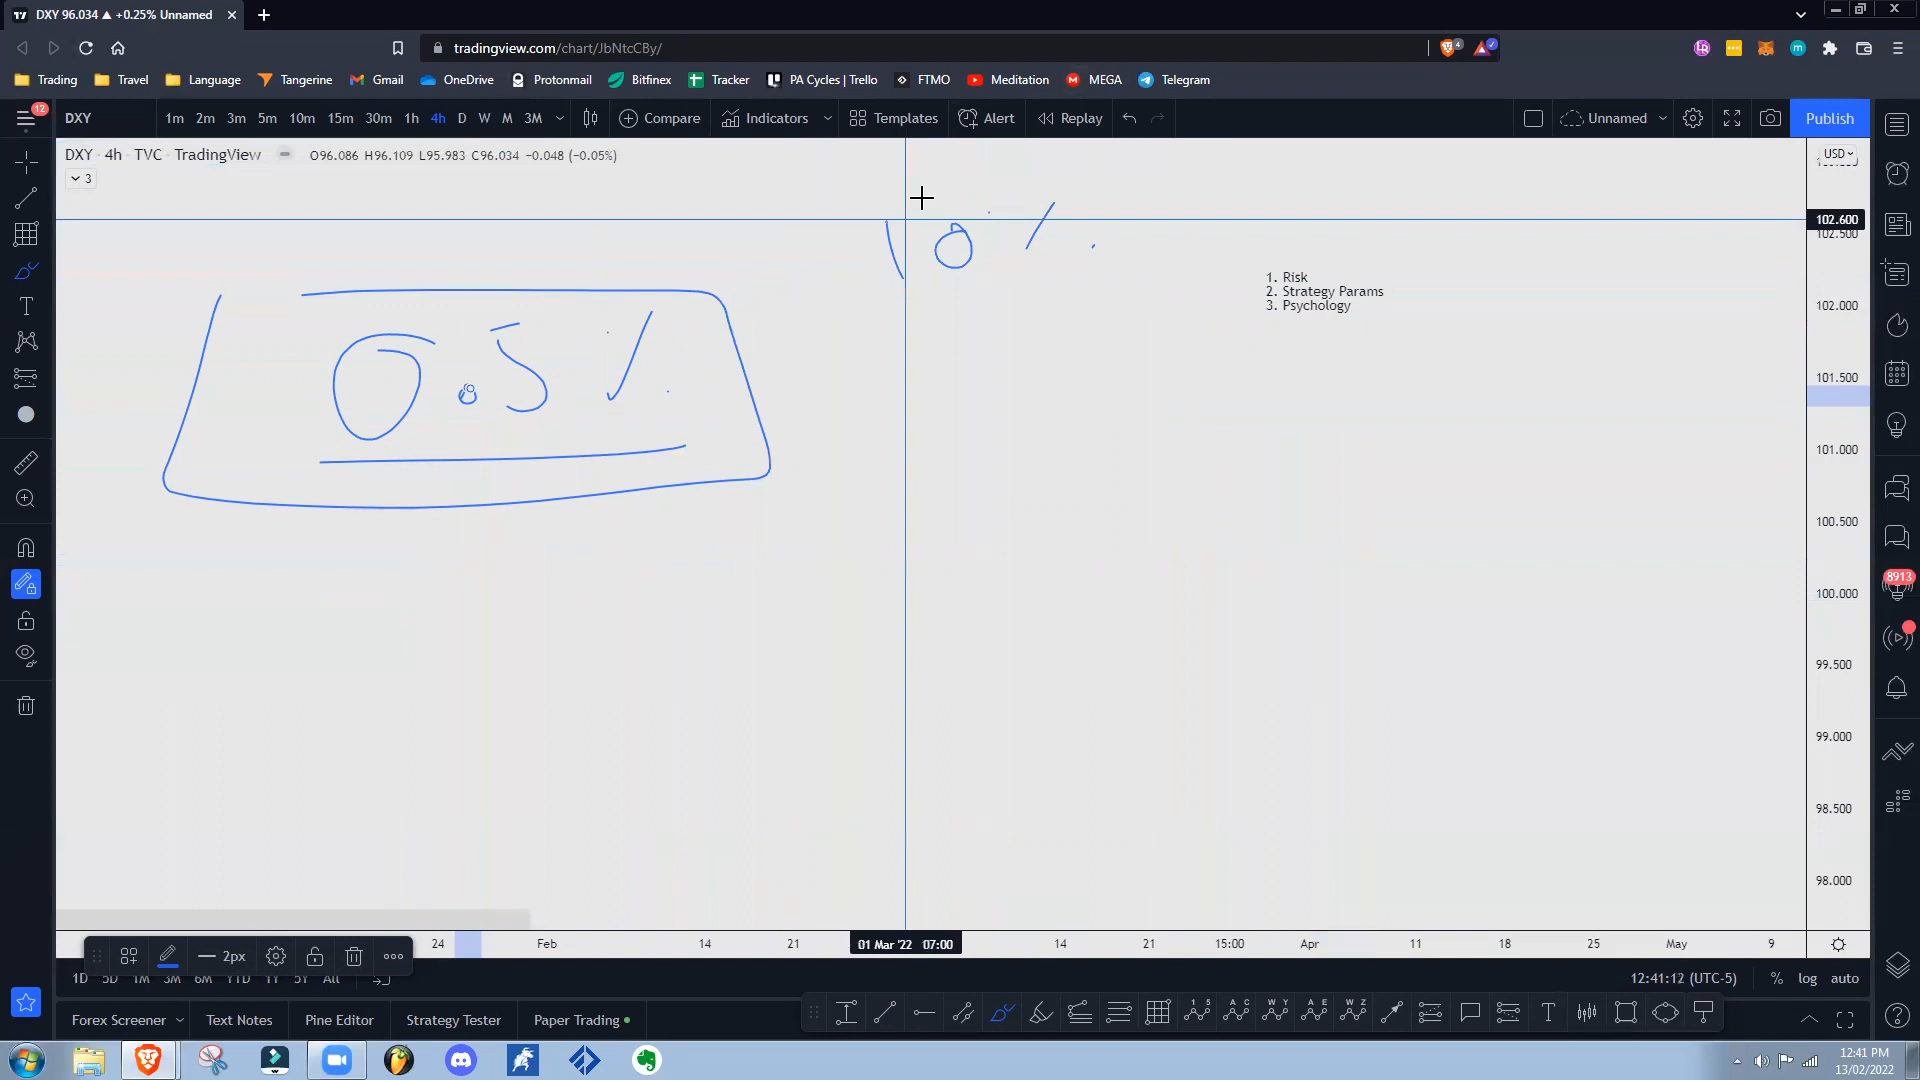 DXY 96.034 ▲ +0.25% Unnamed
tradingview.com/chart/JbNtcCBy/
4
Trading Travel Language Tangerine Gmail OneDrive Protonmail Bitfinex Tracker PA Cycles | Trello FTMO Meditation MEGA Telegram
12 DXY 1m 2m 3m 5m 10m 15m 30m 1h 4h D W M 3M Compare Indicators Templates Alert Replay Unnamed Publish
DXY · 4h · TVC · TradingView O96.086 H96.109 L95.983 C96.034 −0.048 (−0.05%) USD
3
102.600
102.500
10 %
1. Risk
2. Strategy Params
3. Psychology
102.000
0.5 %
101.500
101.000
100.500
8913
100.000
99.500
99.000
98.500
98.000
24 Feb 14 21 01 Mar '22 07:00 14 21 15:00 Apr 11 18 25 May 9
2px
1D 5D 1M 3M 6M YTD 1Y 5Y All 12:41:12 (UTC-5) % log auto
Forex Screener Text Notes Pine Editor Strategy Tester Paper Trading
12:41 PM
13/02/2022